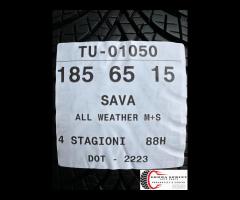 TU-01050
185 65 15
SAVA
ALL WEATHER M+S
4 STAGIONI 88H
DOT - 2223